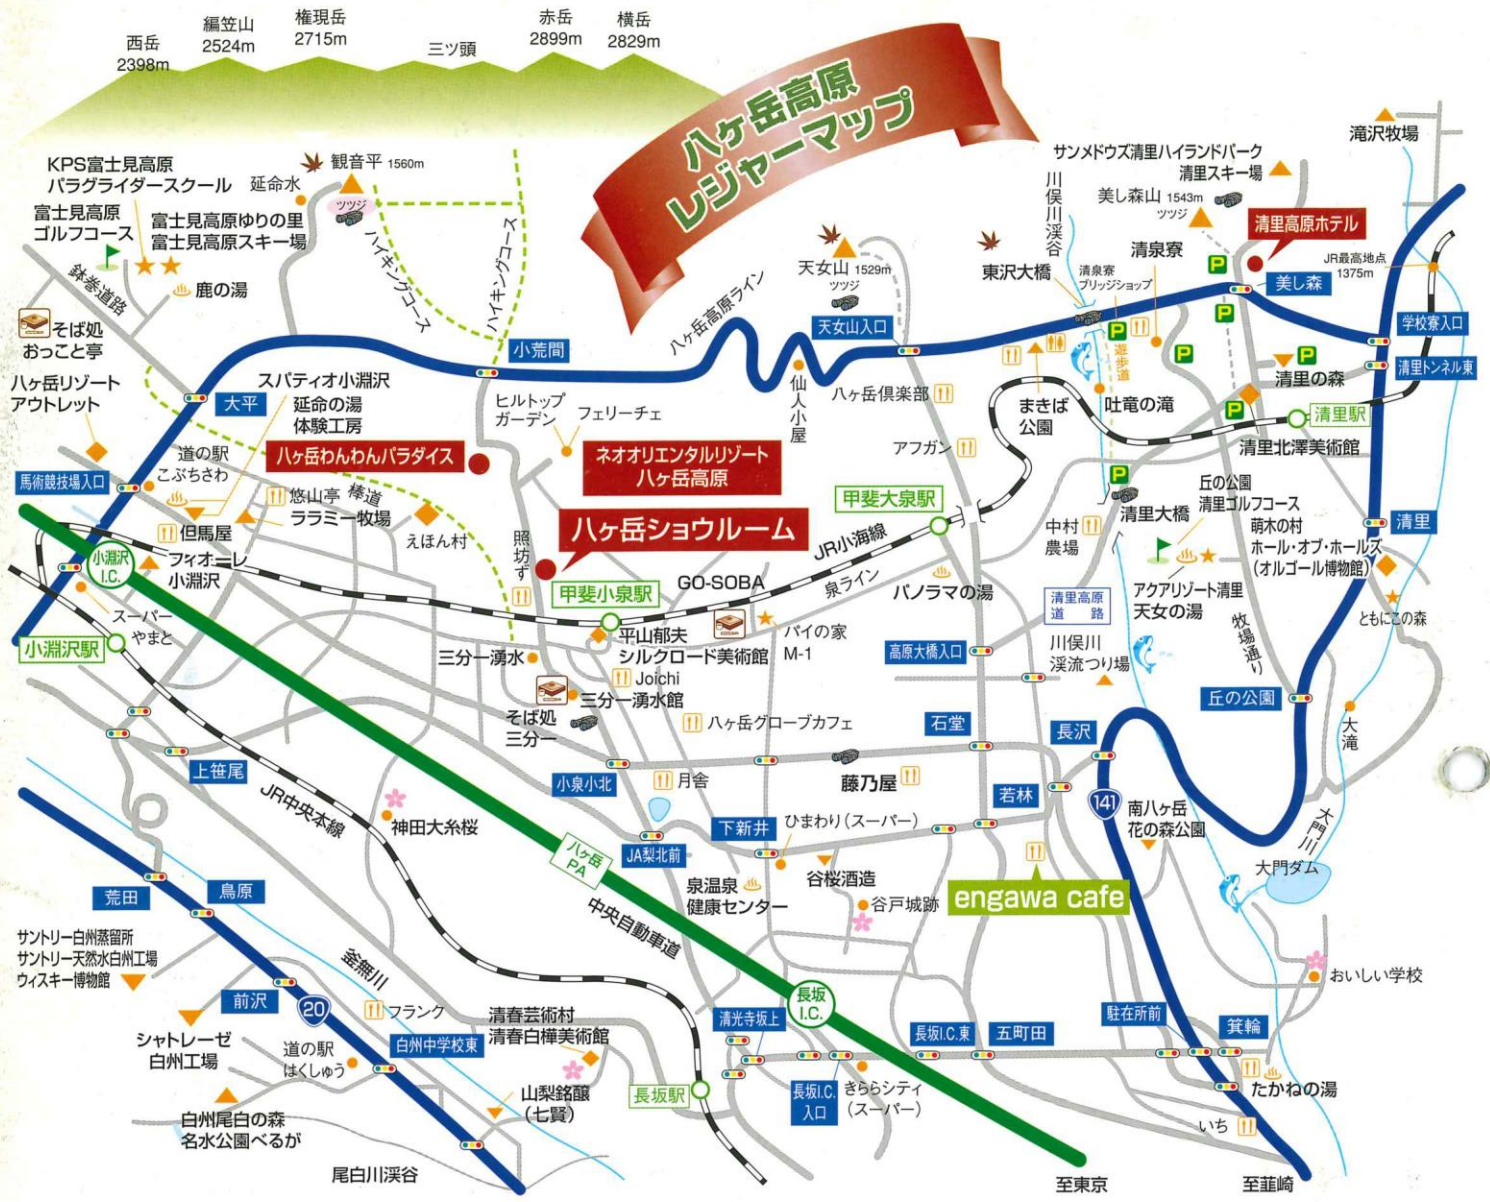 西岳
2398m
編笠山
2524m
権現岳
2715m
三ツ頭
赤岳
2899m
横岳
2829m
八ヶ岳高原
レジャーマップ
滝沢牧場
KPS富士見高原
パラグライダースクール
延命水
観音平 1560m
ツツジ
富士見高原
ゴルフコース
富士見高原ゆりの里
富士見高原スキー場
鉢巻道路
鹿の湯
ハイキングコース
ハイキングコース
サンメドウズ清里ハイランドパーク
清里スキー場
川俣川渓谷
美し森山 1543m
ツツジ
清里高原ホテル
天女山 1529m
ツツジ
東沢大橋
清泉寮
清泉寮
ブリッジショップ
JR最高地点
1375m
美し森
八ヶ岳高原ライン
天女山入口
学校寮入口
そば処
おっこと亭
小荒間
清里トンネル東
八ヶ岳リゾート
アウトレット
大平
スパティオ小淵沢
延命の湯
体験工房
ヒルトップ
ガーデン
フェリーチェ
仙人小屋
八ヶ岳倶楽部
まきば
公園
吐竜の滝
清里の森
清里駅
清里北澤美術館
アフガン
道の駅
こぶちさわ
八ヶ岳わんわんパラダイス
ネオオリエンタルリゾート
八ヶ岳高原
馬術競技場入口
悠山亭
棒道
ララミー牧場
但馬屋
えほん村
八ヶ岳ショウルーム
照坊ず
甲斐大泉駅
中村
農場
清里大橋
丘の公園
清里ゴルフコース
萌木の村
ホール・オブ・ホールズ
(オルゴール博物館)
清里
小淵沢
I.C.
フィオーレ
小淵沢
JR小海線
甲斐小泉駅
GO-SOBA
泉ライン
パノラマの湯
清里高原
道路
アクアリゾート清里
天女の湯
ともにこの森
スーパー
やまと
小淵沢駅
平山郁夫
シルクロード美術館
パイの家
M-1
三分一湧水
Joichi
三分一湧水館
高原大橋入口
川俣川
渓流つり場
牧場通り
そば処
三分一
八ヶ岳グローブカフェ
石堂
長沢
丘の公園
大滝
上笹尾
小泉小北
月舎
藤乃屋
若林
141
南八ヶ岳
花の森公園
大門川
JR中央本線
神田大糸桜
八ヶ岳
PA
JA梨北前
下新井
ひまわり(スーパー)
谷桜酒造
大門ダム
荒田
鳥原
泉温泉
健康センター
谷戸城跡
engawa cafe
中央自動車道
サントリー白州蒸留所
サントリー天然水白州工場
ウィスキー博物館
釜無川
おいしい学校
前沢
20
フランク
清春芸術村
清春白樺美術館
清光寺坂上
長坂
I.C.
長坂I.C.東
五町田
駐在所前
箕輪
シャトレーゼ
白州工場
道の駅
はくしゅう
白州中学校東
長坂駅
長坂I.C.
入口
きららシティ
(スーパー)
たかねの湯
白州尾白の森
名水公園べるが
山梨銘醸
(七賢)
いち
尾白川渓谷
至東京
至韮崎